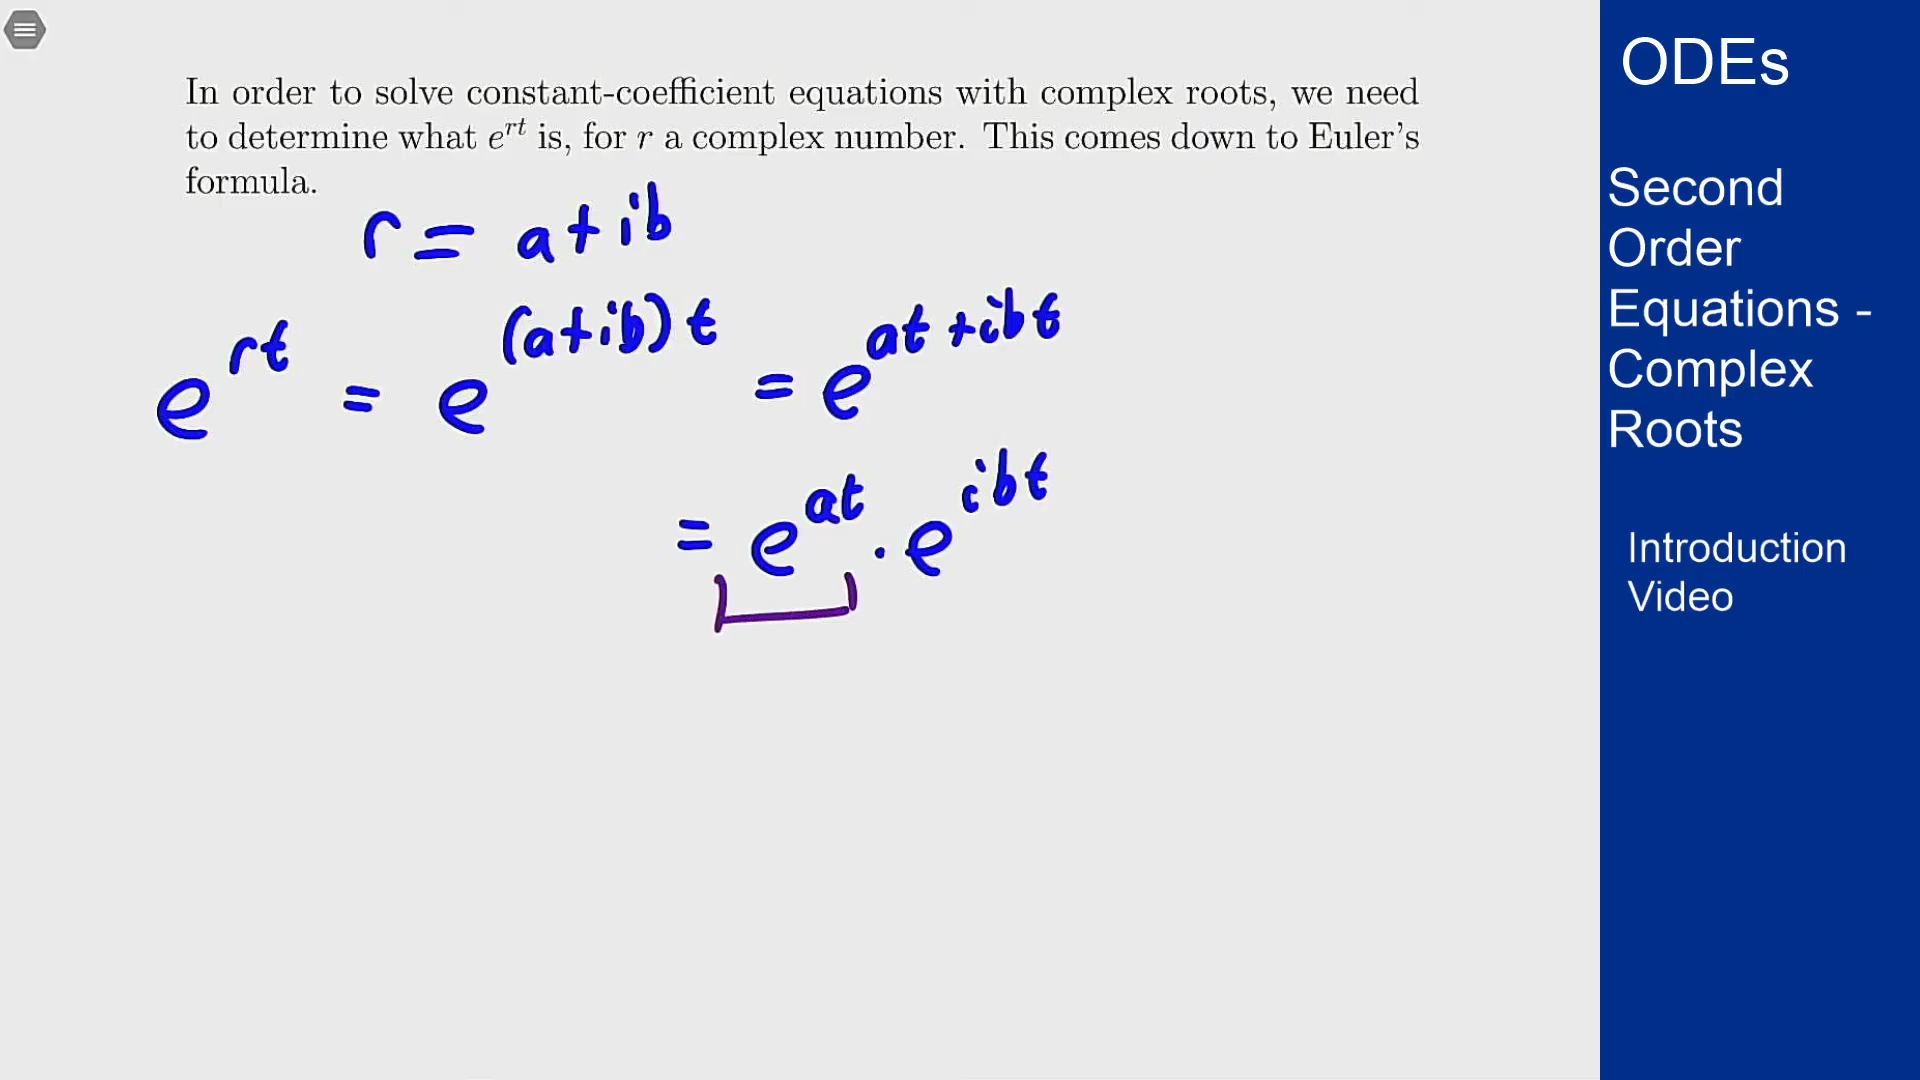 In order to solve constant-coefficient equations with complex roots, we need
to determine what e^{rt} is, for r a complex number. This comes down to Euler's
formula.
r = a + ib
e^{rt} = e^{(a+ib)t} = e^{at+ibt}
= e^{at} · e^{ibt}
ODEs
Second
Order
Equations -
Complex
Roots
Introduction
Video